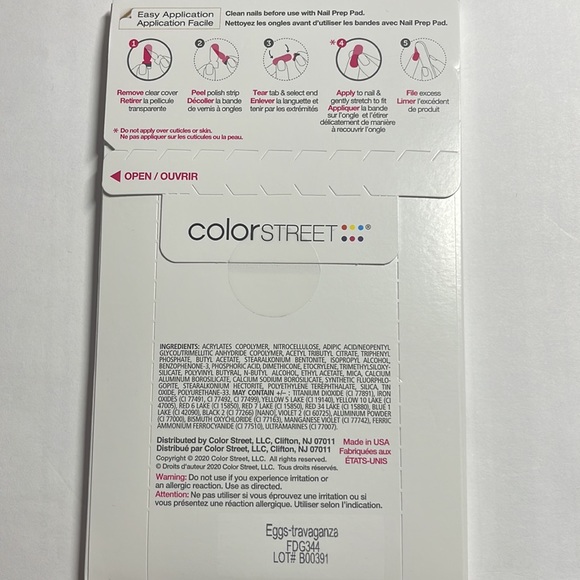 Easy Application
Application Facile
Clean nails before use with Nail Prep Pad.
Nettoyez les ongles avant d'utiliser les bandes avec Nail Prep Pad.
1
2
3
*4
5
Remove clear cover
Retirer la pellicule
transparente
Peel polish strip
Décoller la bande
de vernis à ongles
Tear tab & select end
Enlever la languette et
tenir par les extrémités
Apply to nail &
gently stretch to fit
Appliquer la bande
sur l'ongle et l'étirer
délicatement de manière
à recouvrir l'ongle
File excess
Limer l'excédent
de produit
* Do not apply over cuticles or skin.
Ne pas appliquer sur les cuticules ou la peau.
OPEN / OUVRIR
colorSTREET®
INGREDIENTS: ACRYLATES COPOLYMER, NITROCELLULOSE, ADIPIC ACID/NEOPENTYL
GLYCOL/TRIMELLITIC ANHYDRIDE COPOLYMER, ACETYL TRIBUTYL CITRATE, TRIPHENYL
PHOSPHATE, BUTYL ACETATE, STEARALKONIUM BENTONITE, ISOPROPYL ALCOHOL,
BENZOPHENONE-3, PHOSPHORIC ACID, DIMETHICONE, ETOCRYLENE, TRIMETHYLSILOXY-
SILICATE, POLYVINYL BUTYRAL, N-BUTYL ALCOHOL, ETHYL ACETATE, MICA, CALCIUM
ALUMINUM BOROSILICATE, CALCIUM SODIUM BOROSILICATE, SYNTHETIC FLUORPHLO-
GOPITE, STEARALKONIUM HECTORITE, POLYETHYLENE TEREPHTHALATE, SILICA, TIN
OXIDE, POLYURETHANE-33. MAY CONTAIN +/- : TITANIUM DIOXIDE (CI 77891), IRON
OXIDES (CI 77491, CI 77492, CI 77499), YELLOW 5 LAKE (CI 19140), YELLOW 10 LAKE (CI
47005), RED 6 LAKE (CI 15850), RED 7 LAKE (CI 15850), RED 34 LAKE (CI 15880), BLUE 1
LAKE (CI 42090), BLACK 2 (CI 77266) [NANO], VIOLET 2 (CI 60725), ALUMINUM POWDER
(CI 77000), BISMUTH OXYCHLORIDE (CI 77163), MANGANESE VIOLET (CI 77742), FERRIC
AMMONIUM FERROCYANIDE (CI 77510), ULTRAMARINES (CI 77007).
Distributed by Color Street, LLC, Clifton, NJ 07011
Distribué par Color Street, LLC, Clifton, NJ 07011
Copyright © 2020 Color Street, LLC. All rights reserved.
© Droits d'auteur 2020 Color Street, LLC. Tous droits réservés.
Made in USA
Fabriquées aux
ÉTATS-UNIS
Warning: Do not use if you experience irritation or
an allergic reaction. Use as directed.
Attention: Ne pas utiliser si vous éprouvez une irritation ou si
vous présentez une réaction allergique. Utiliser selon l'indication.
Eggs-travaganza
FDG344
LOT# B00391